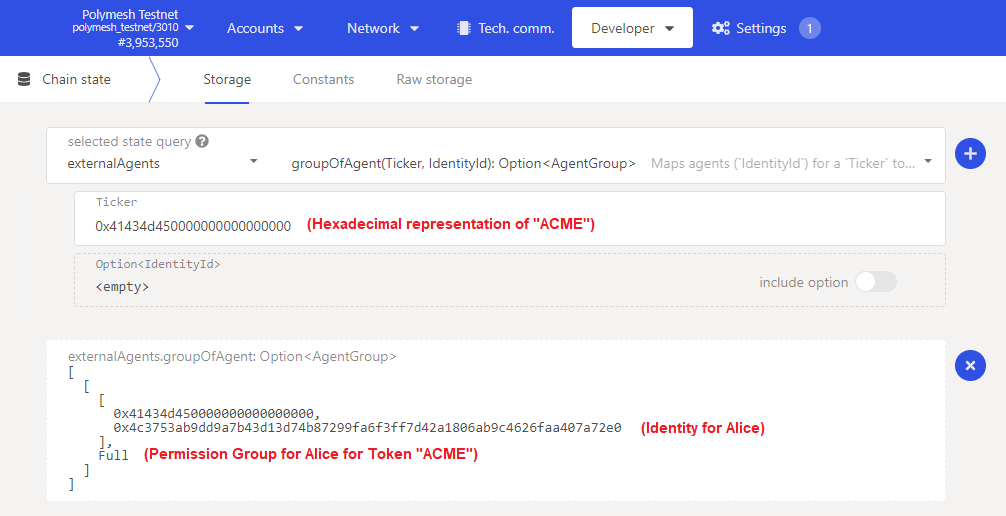 Polymesh Testnet
polymesh_testnet/3010
#3,953,550
Accounts
Network
Tech. comm.
Developer
Settings
1
Chain state
Storage
Constants
Raw storage
selected state query
externalAgents
groupOfAgent(Ticker, IdentityId): Option<AgentGroup>
Maps agents (`IdentityId`) for a `Ticker` to...
Ticker
0x41434d450000000000000000
(Hexadecimal representation of "ACME")
Option<IdentityId>
<empty>
include option
externalAgents.groupOfAgent: Option<AgentGroup>
[
[
[
0x41434d450000000000000000,
0x4c3753ab9dd9a7b43d13d74b87299fa6f3ff7d42a1806ab9c4626faa407a72e0 (Identity for Alice)
],
Full (Permission Group for Alice for Token "ACME")
]
]